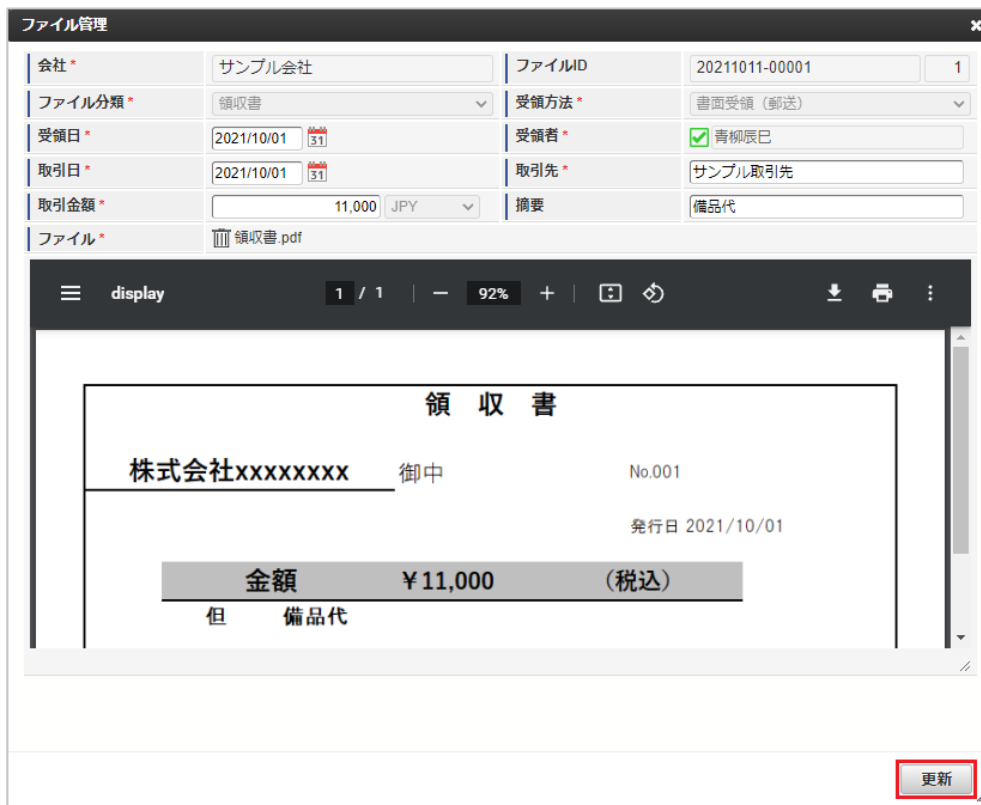 ファイル管理
会社* サンプル会社 ファイルID 20211011-00001 1
ファイル分類* 領収書 受領方法* 書面受領（郵送）
受領日* 2021/10/01 31 受領者* 青柳辰巳
取引日* 2021/10/01 31 取引先* サンプル取引先
取引金額* 11,000 JPY 摘要 備品代
ファイル* 領収書.pdf
display 1 / 1 92%
領 収 書
株式会社xxxxxxxx 御中 No.001
発行日 2021/10/01
金額 ￥11,000 （税込）
但 備品代
更新